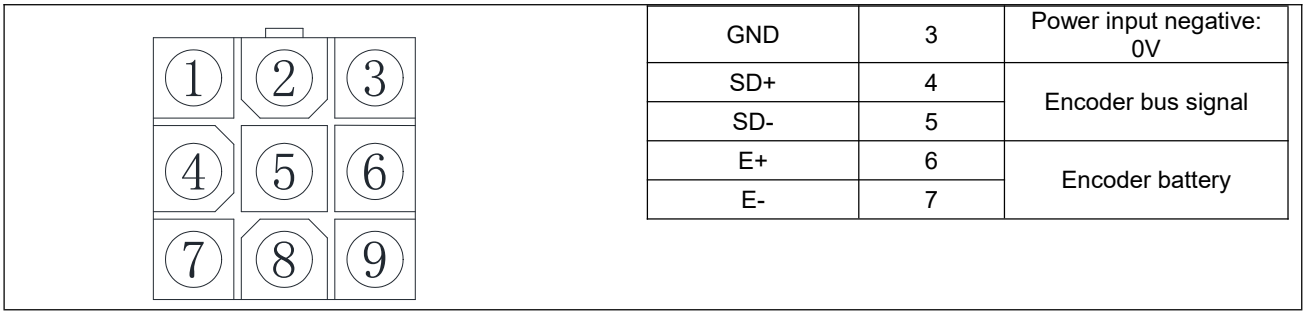 ① ② ③
④ ⑤ ⑥
⑦ ⑧ ⑨
GND 3 Power input negative:
0V
SD+ 4
Encoder bus signal
SD- 5
E+ 6
Encoder battery
E- 7